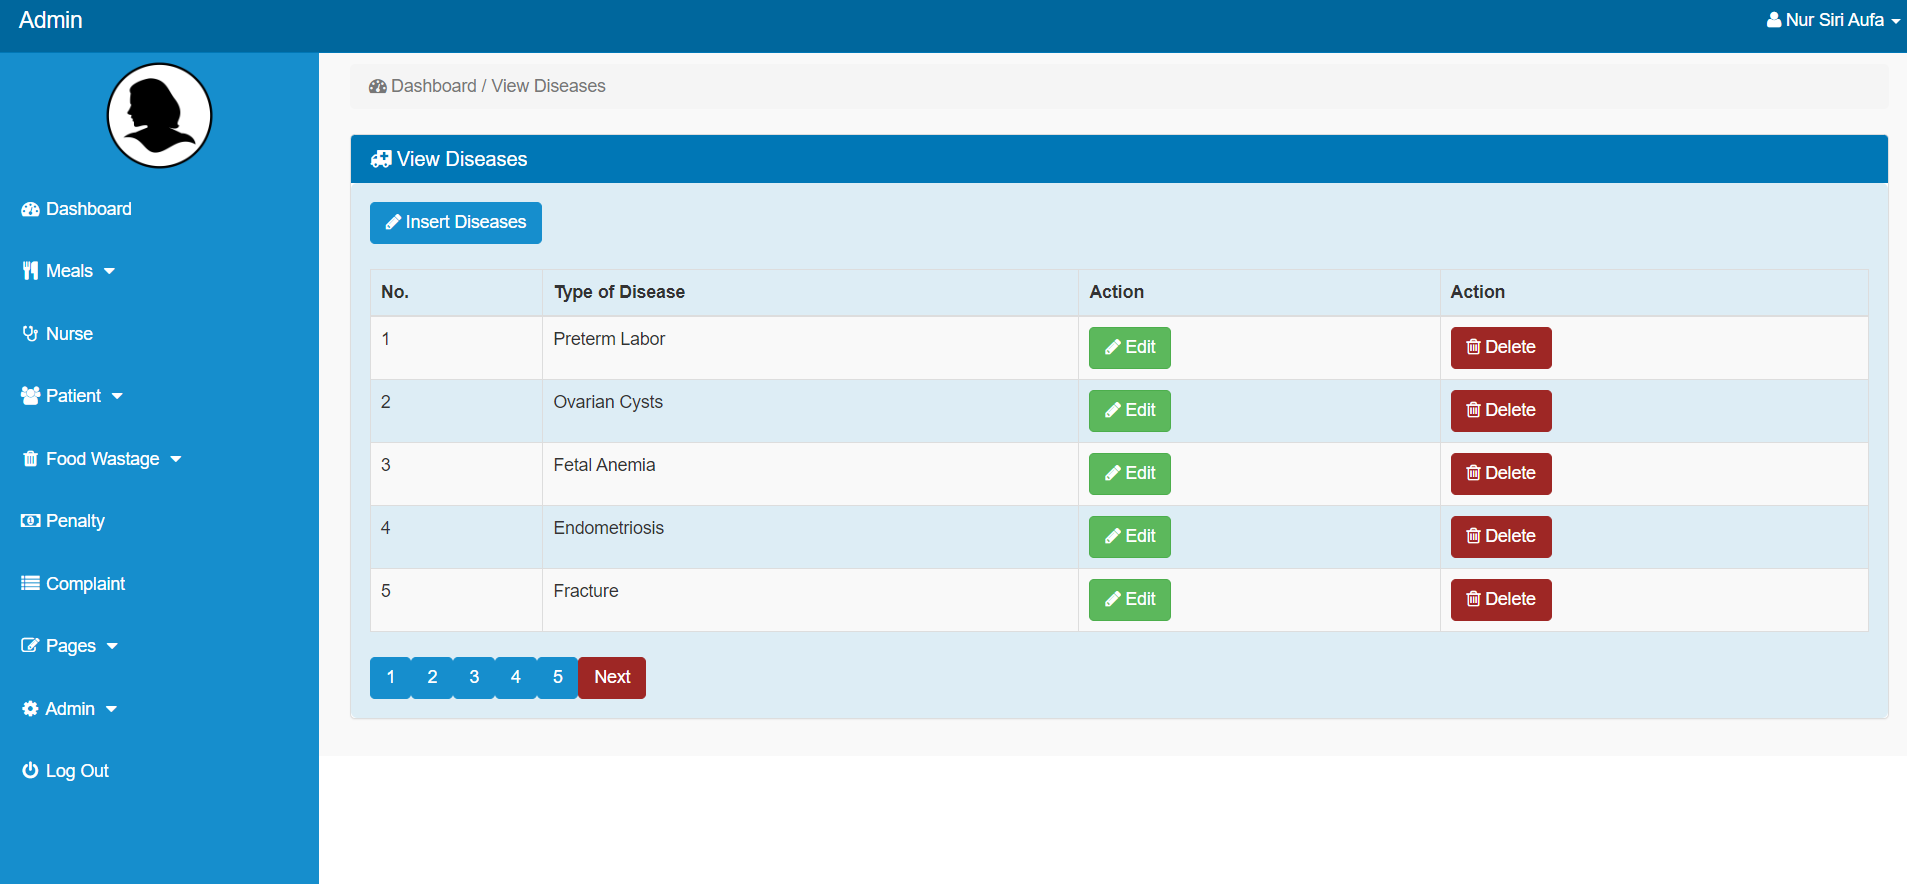 Admin
Nur Siri Aufa
Dashboard
Meals
Nurse
Patient
Food Wastage
Penalty
Complaint
Pages
Admin
Log Out
Dashboard / View Diseases
View Diseases
Insert Diseases
No. Type of Disease Action Action
1 Preterm Labor Edit Delete
2 Ovarian Cysts Edit Delete
3 Fetal Anemia Edit Delete
4 Endometriosis Edit Delete
5 Fracture Edit Delete
1 2 3 4 5 Next